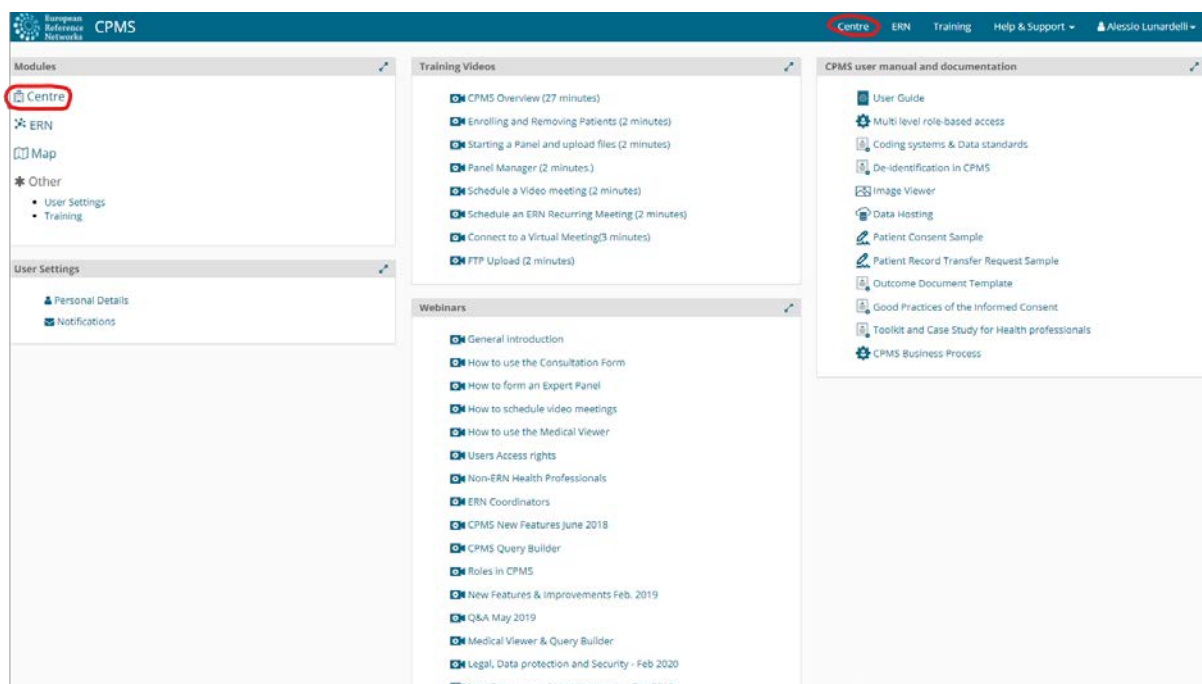 European
Reference
Networks
CPMS
Centre
ERN
Training
Help & Support
Alessio Lunardelli
Modules
Centre
ERN
Map
Other
User Settings
Training
User Settings
Personal Details
Notifications
Training Videos
CPMS Overview (27 minutes)
Enrolling and Removing Patients (2 minutes)
Starting a Panel and upload files (2 minutes)
Panel Manager (2 minutes.)
Schedule a Video meeting (2 minutes)
Schedule an ERN Recurring Meeting (2 minutes)
Connect to a Virtual Meeting(3 minutes)
FTP Upload (2 minutes)
Webinars
General introduction
How to use the Consultation Form
How to form an Expert Panel
How to schedule video meetings
How to use the Medical Viewer
Users Access rights
Non-ERN Health Professionals
ERN Coordinators
CPMS New Features June 2018
CPMS Query Builder
Roles in CPMS
New Features & Improvements Feb. 2019
Q&A May 2019
Medical Viewer & Query Builder
Legal, Data protection and Security - Feb 2020
CPMS user manual and documentation
User Guide
Multi level role-based access
Coding systems & Data standards
De-identification in CPMS
Image Viewer
Data Hosting
Patient Consent Sample
Patient Record Transfer Request Sample
Outcome Document Template
Good Practices of the Informed Consent
Toolkit and Case Study for Health professionals
CPMS Business Process